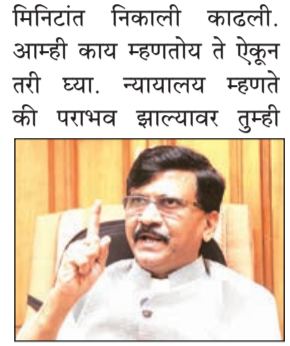 मिनिटांत निकाली काढली.
आम्ही काय म्हणतोय ते ऐकून
तरी घ्या. न्यायालय म्हणते
की पराभव झाल्यावर तुम्ही